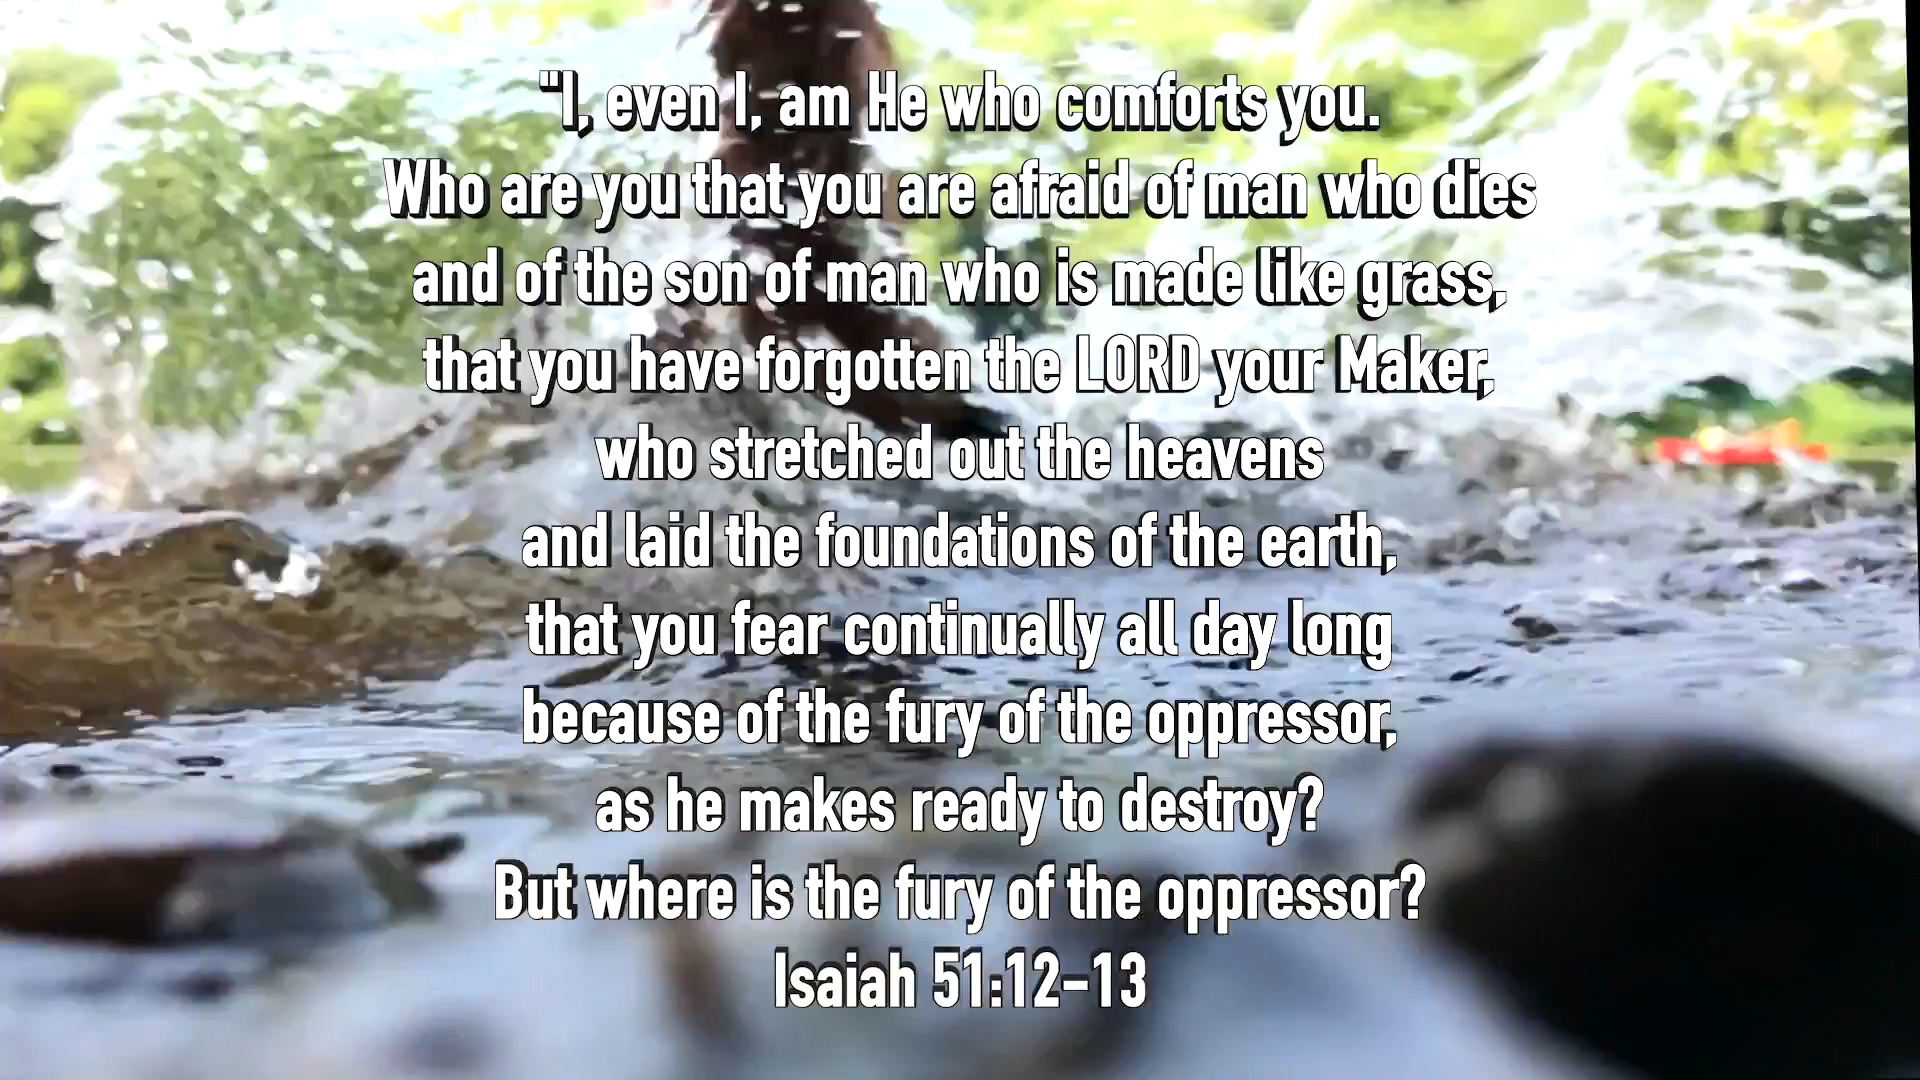 "I, even I, am He who comforts you.
Who are you that you are afraid of man who dies
and of the son of man who is made like grass,
that you have forgotten the LORD your Maker,
who stretched out the heavens
and laid the foundations of the earth,
that you fear continually all day long
because of the fury of the oppressor,
as he makes ready to destroy?
But where is the fury of the oppressor?
Isaiah 51:12–13